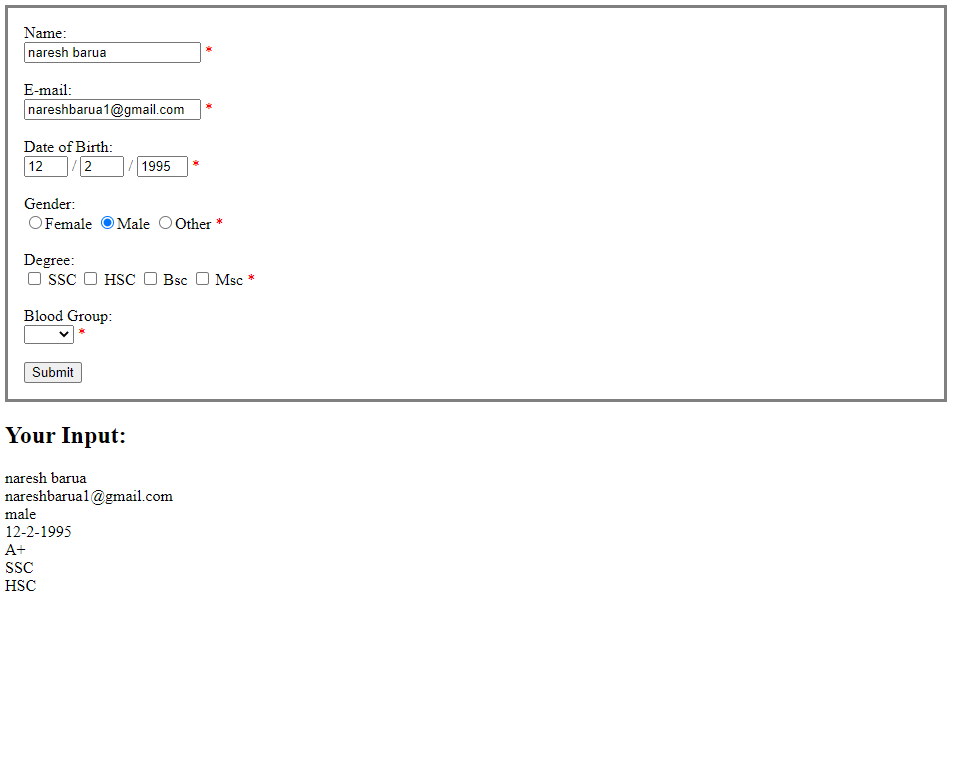 Name:
naresh barua *
E-mail:
nareshbarua1@gmail.com *
Date of Birth:
12 / 2 / 1995 *
Gender:
Female Male Other *
Degree:
SSC HSC Bsc Msc *
Blood Group:
*
Submit
Your Input:
naresh barua
nareshbarua1@gmail.com
male
12-2-1995
A+
SSC
HSC